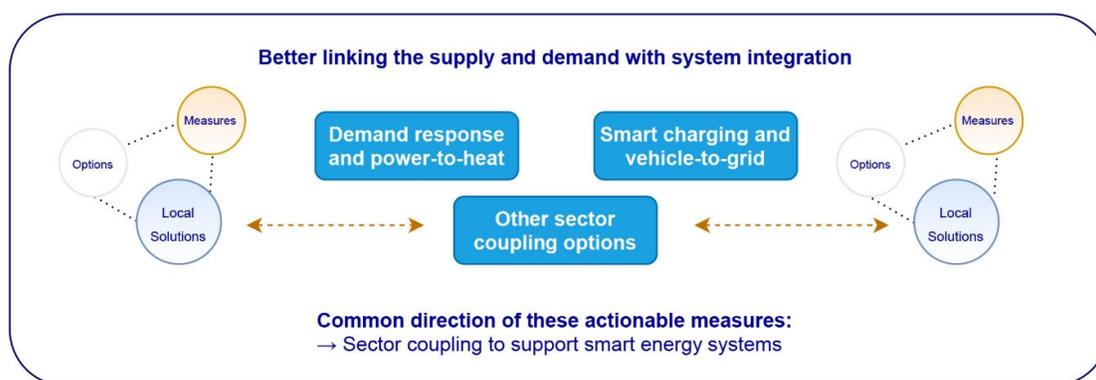 Better linking the supply and demand with system integration
Measures
Options
Local
Solutions
Demand response
and power-to-heat
Smart charging and
vehicle-to-grid
Other sector
coupling options
Measures
Options
Local
Solutions
Common direction of these actionable measures:
→ Sector coupling to support smart energy systems